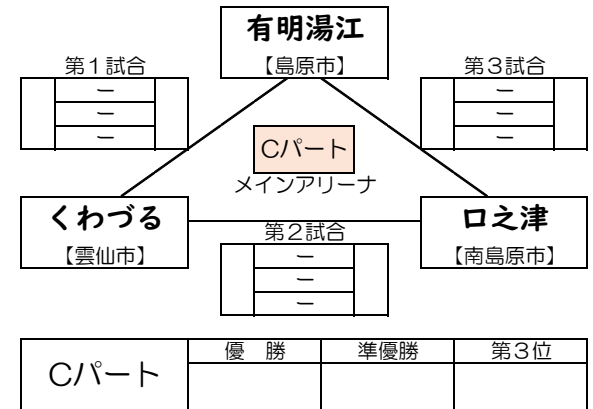 有明湯江
【島原市】
第1試合
第3試合
ー
ー
ー
ー
ー
ー
Cパート
メインアリーナ
くわづる
【雲仙市】
口之津
【南島原市】
第2試合
ー
ー
ー
Cパート
優 勝
準優勝
第3位